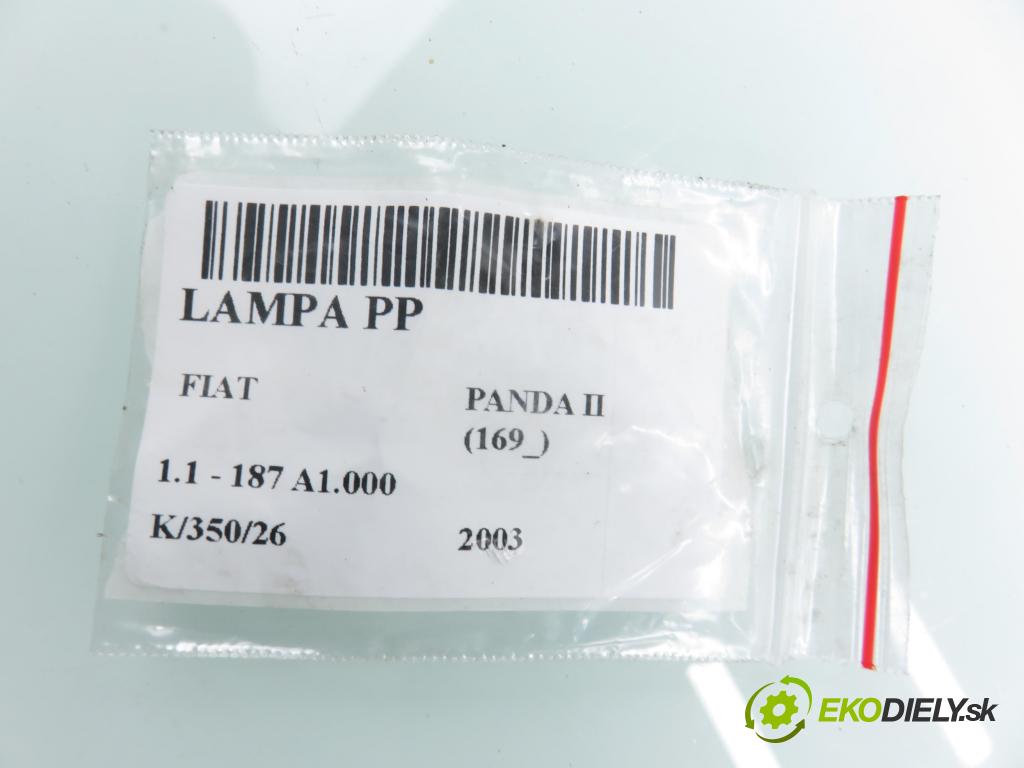 LAMPA PP
FIAT
PANDA II
(169_)
1.1 - 187 A1.000
K/350/26
2003
EKODIELY.sk